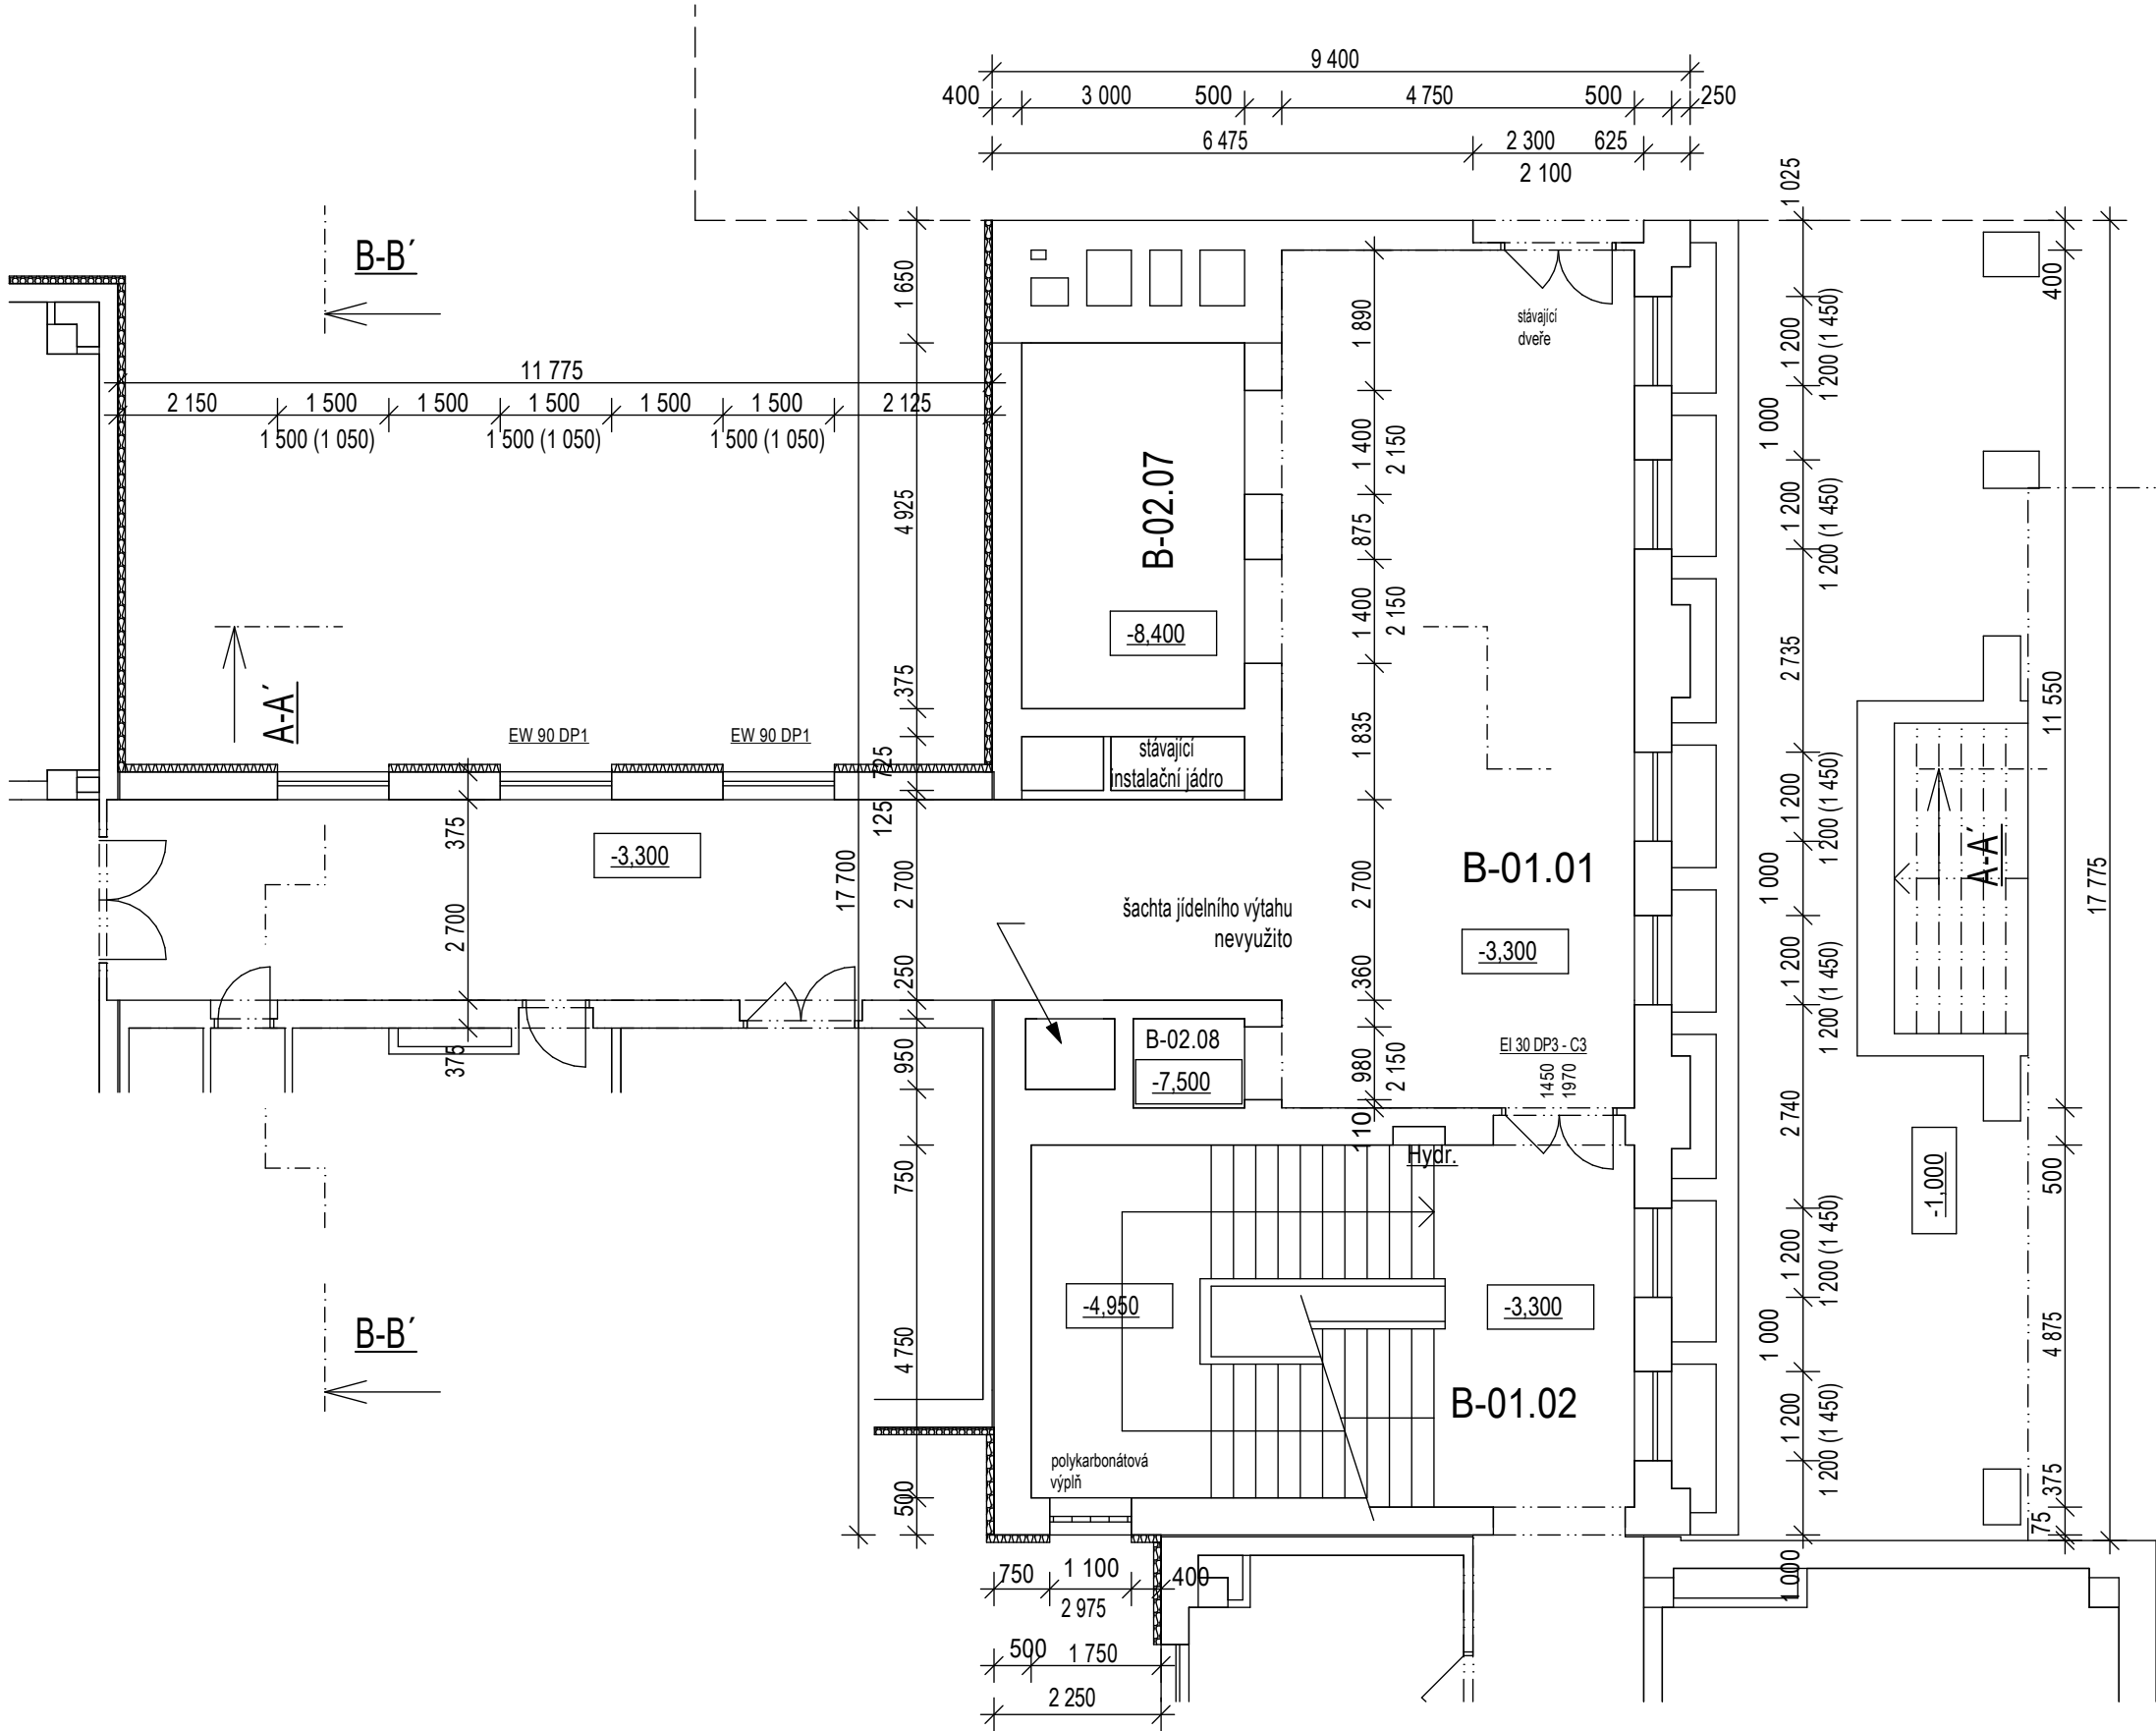 9 400
400
3 000
500
4 750
500
250
6 475
2 300
625
2 100
B-B´
11 775
2 150
1 500
1 500
1 500
1 500
1 500
2 125
1 500 (1 050)
1 500 (1 050)
1 500 (1 050)
A-A´
EW 90 DP1
EW 90 DP1
375
2 700
375
-3,300
17 700
1 650
4 925
375
725
125
2 700
250
950
750
4 750
500
B-02.07
-8,400
stávající
instalační jádro
stávající
dveře
1 890
1 400
2 150
875
1 400
2 150
1 835
2 700
360
980
2 150
110
B-01.01
-3,300
šachta jídelního výtahu
nevyužito
B-02.08
-7,500
EI 30 DP3 - C3
1450
1970
Hydr.
-4,950
-3,300
B-01.02
polykarbonátová
výplň
B-B´
750
1 100
400
2 975
500
1 750
2 250
1 025
1 200
1 200 (1 450)
1 000
1 200
1 200 (1 450)
2 735
1 200
1 200 (1 450)
1 000
1 200
1 200 (1 450)
2 740
1 200
1 200 (1 450)
1 000
1 200
1 200 (1 450)
1 000
A-A´
-1,000
400
11 550
500
4 875
375
75
17 775